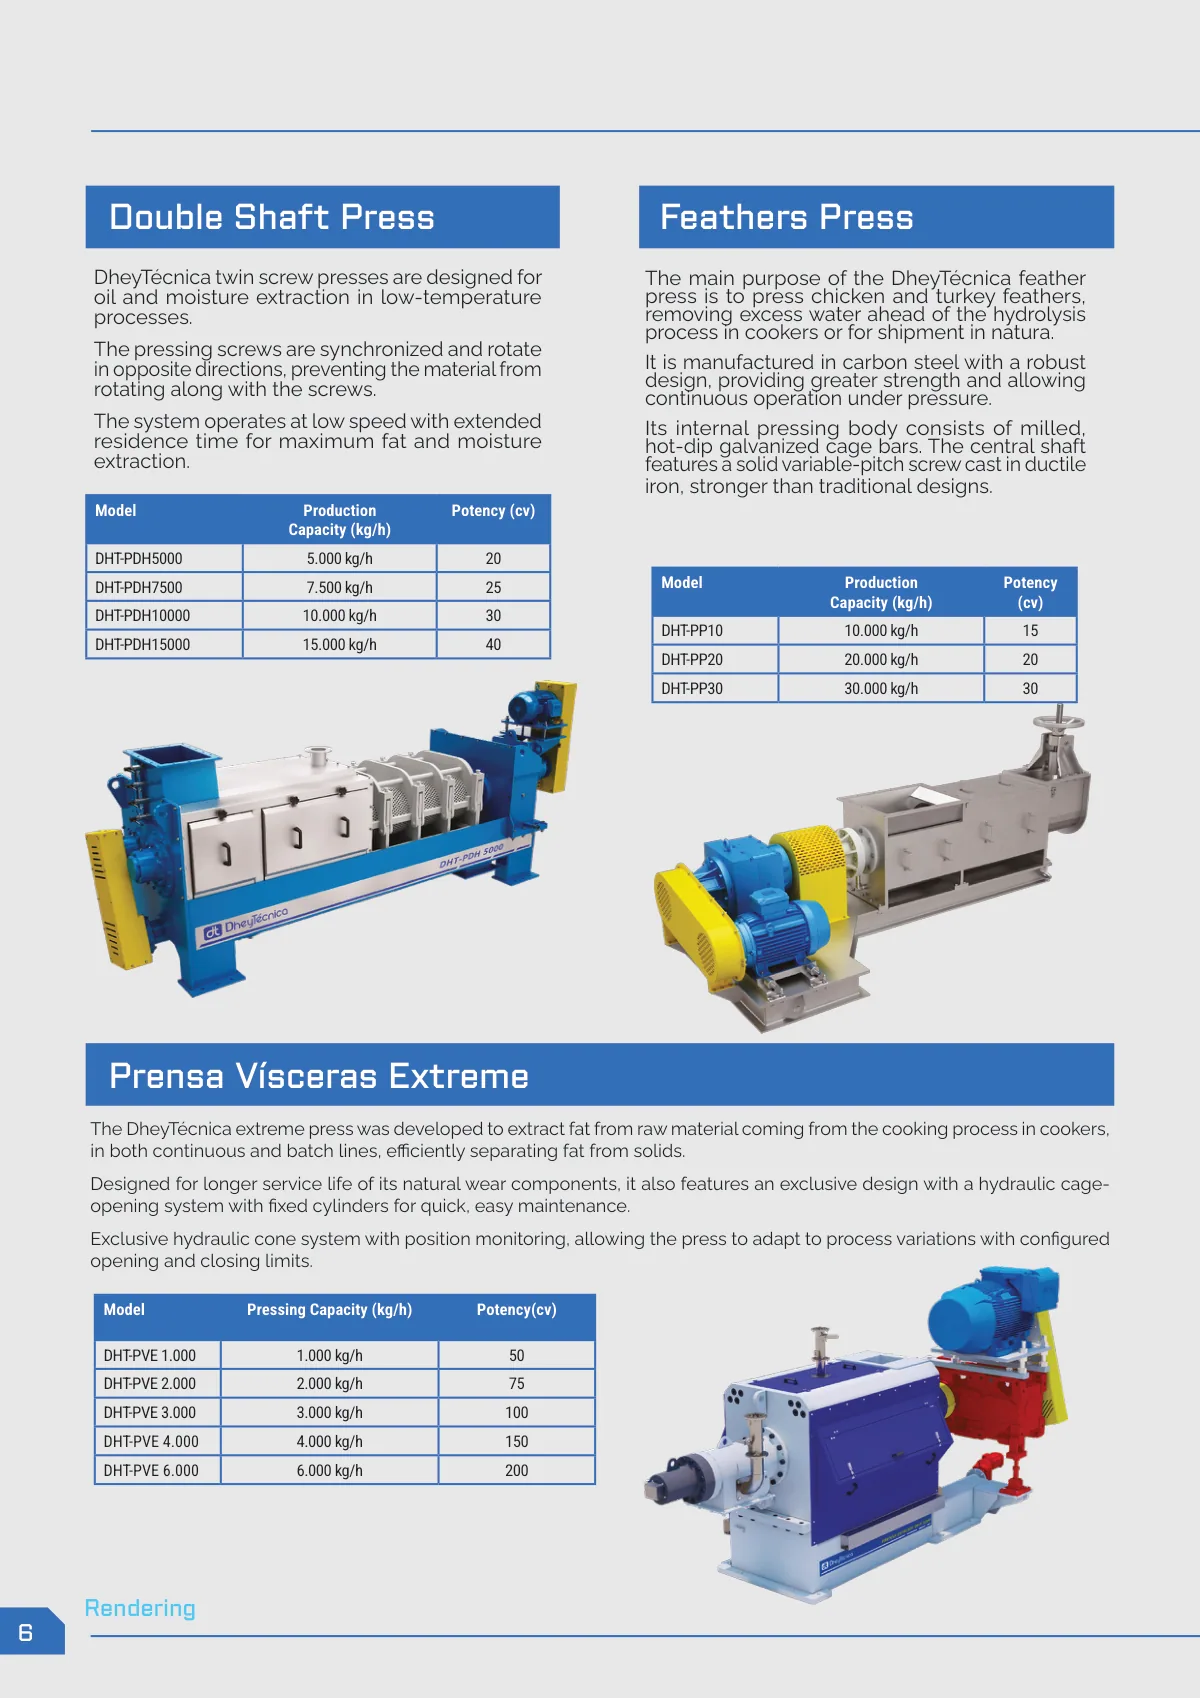 Double Shaft Press
DheyTécnica twin screw presses are designed for
oil and moisture extraction in low-temperature
processes.
The pressing screws are synchronized and rotate
in opposite directions, preventing the material from
rotating along with the screws.
The system operates at low speed with extended
residence time for maximum fat and moisture
extraction.
Model Production Potency (cv)
Capacity (kg/h)
DHT-PDH5000 5.000 kg/h 20
DHT-PDH7500 7.500 kg/h 25
DHT-PDH10000 10.000 kg/h 30
DHT-PDH15000 15.000 kg/h 40
DHT-PDH 5000
dt DheyTécnica
Feathers Press
The main purpose of the DheyTécnica feather
press is to press chicken and turkey feathers,
removing excess water ahead of the hydrolysis
process in cookers or for shipment in natura.
It is manufactured in carbon steel with a robust
design, providing greater strength and allowing
continuous operation under pressure.
Its internal pressing body consists of milled,
hot-dip galvanized cage bars. The central shaft
features a solid variable-pitch screw cast in ductile
iron, stronger than traditional designs.
Model Production Potency
Capacity (kg/h) (cv)
DHT-PP10 10.000 kg/h 15
DHT-PP20 20.000 kg/h 20
DHT-PP30 30.000 kg/h 30
Prensa Vísceras Extreme
The DheyTécnica extreme press was developed to extract fat from raw material coming from the cooking process in cookers,
in both continuous and batch lines, efficiently separating fat from solids.
Designed for longer service life of its natural wear components, it also features an exclusive design with a hydraulic cage-
opening system with fixed cylinders for quick, easy maintenance.
Exclusive hydraulic cone system with position monitoring, allowing the press to adapt to process variations with configured
opening and closing limits.
Model Pressing Capacity (kg/h) Potency(cv)
DHT-PVE 1.000 1.000 kg/h 50
DHT-PVE 2.000 2.000 kg/h 75
DHT-PVE 3.000 3.000 kg/h 100
DHT-PVE 4.000 4.000 kg/h 150
DHT-PVE 6.000 6.000 kg/h 200
dt DheyTécnica
Rendering
6